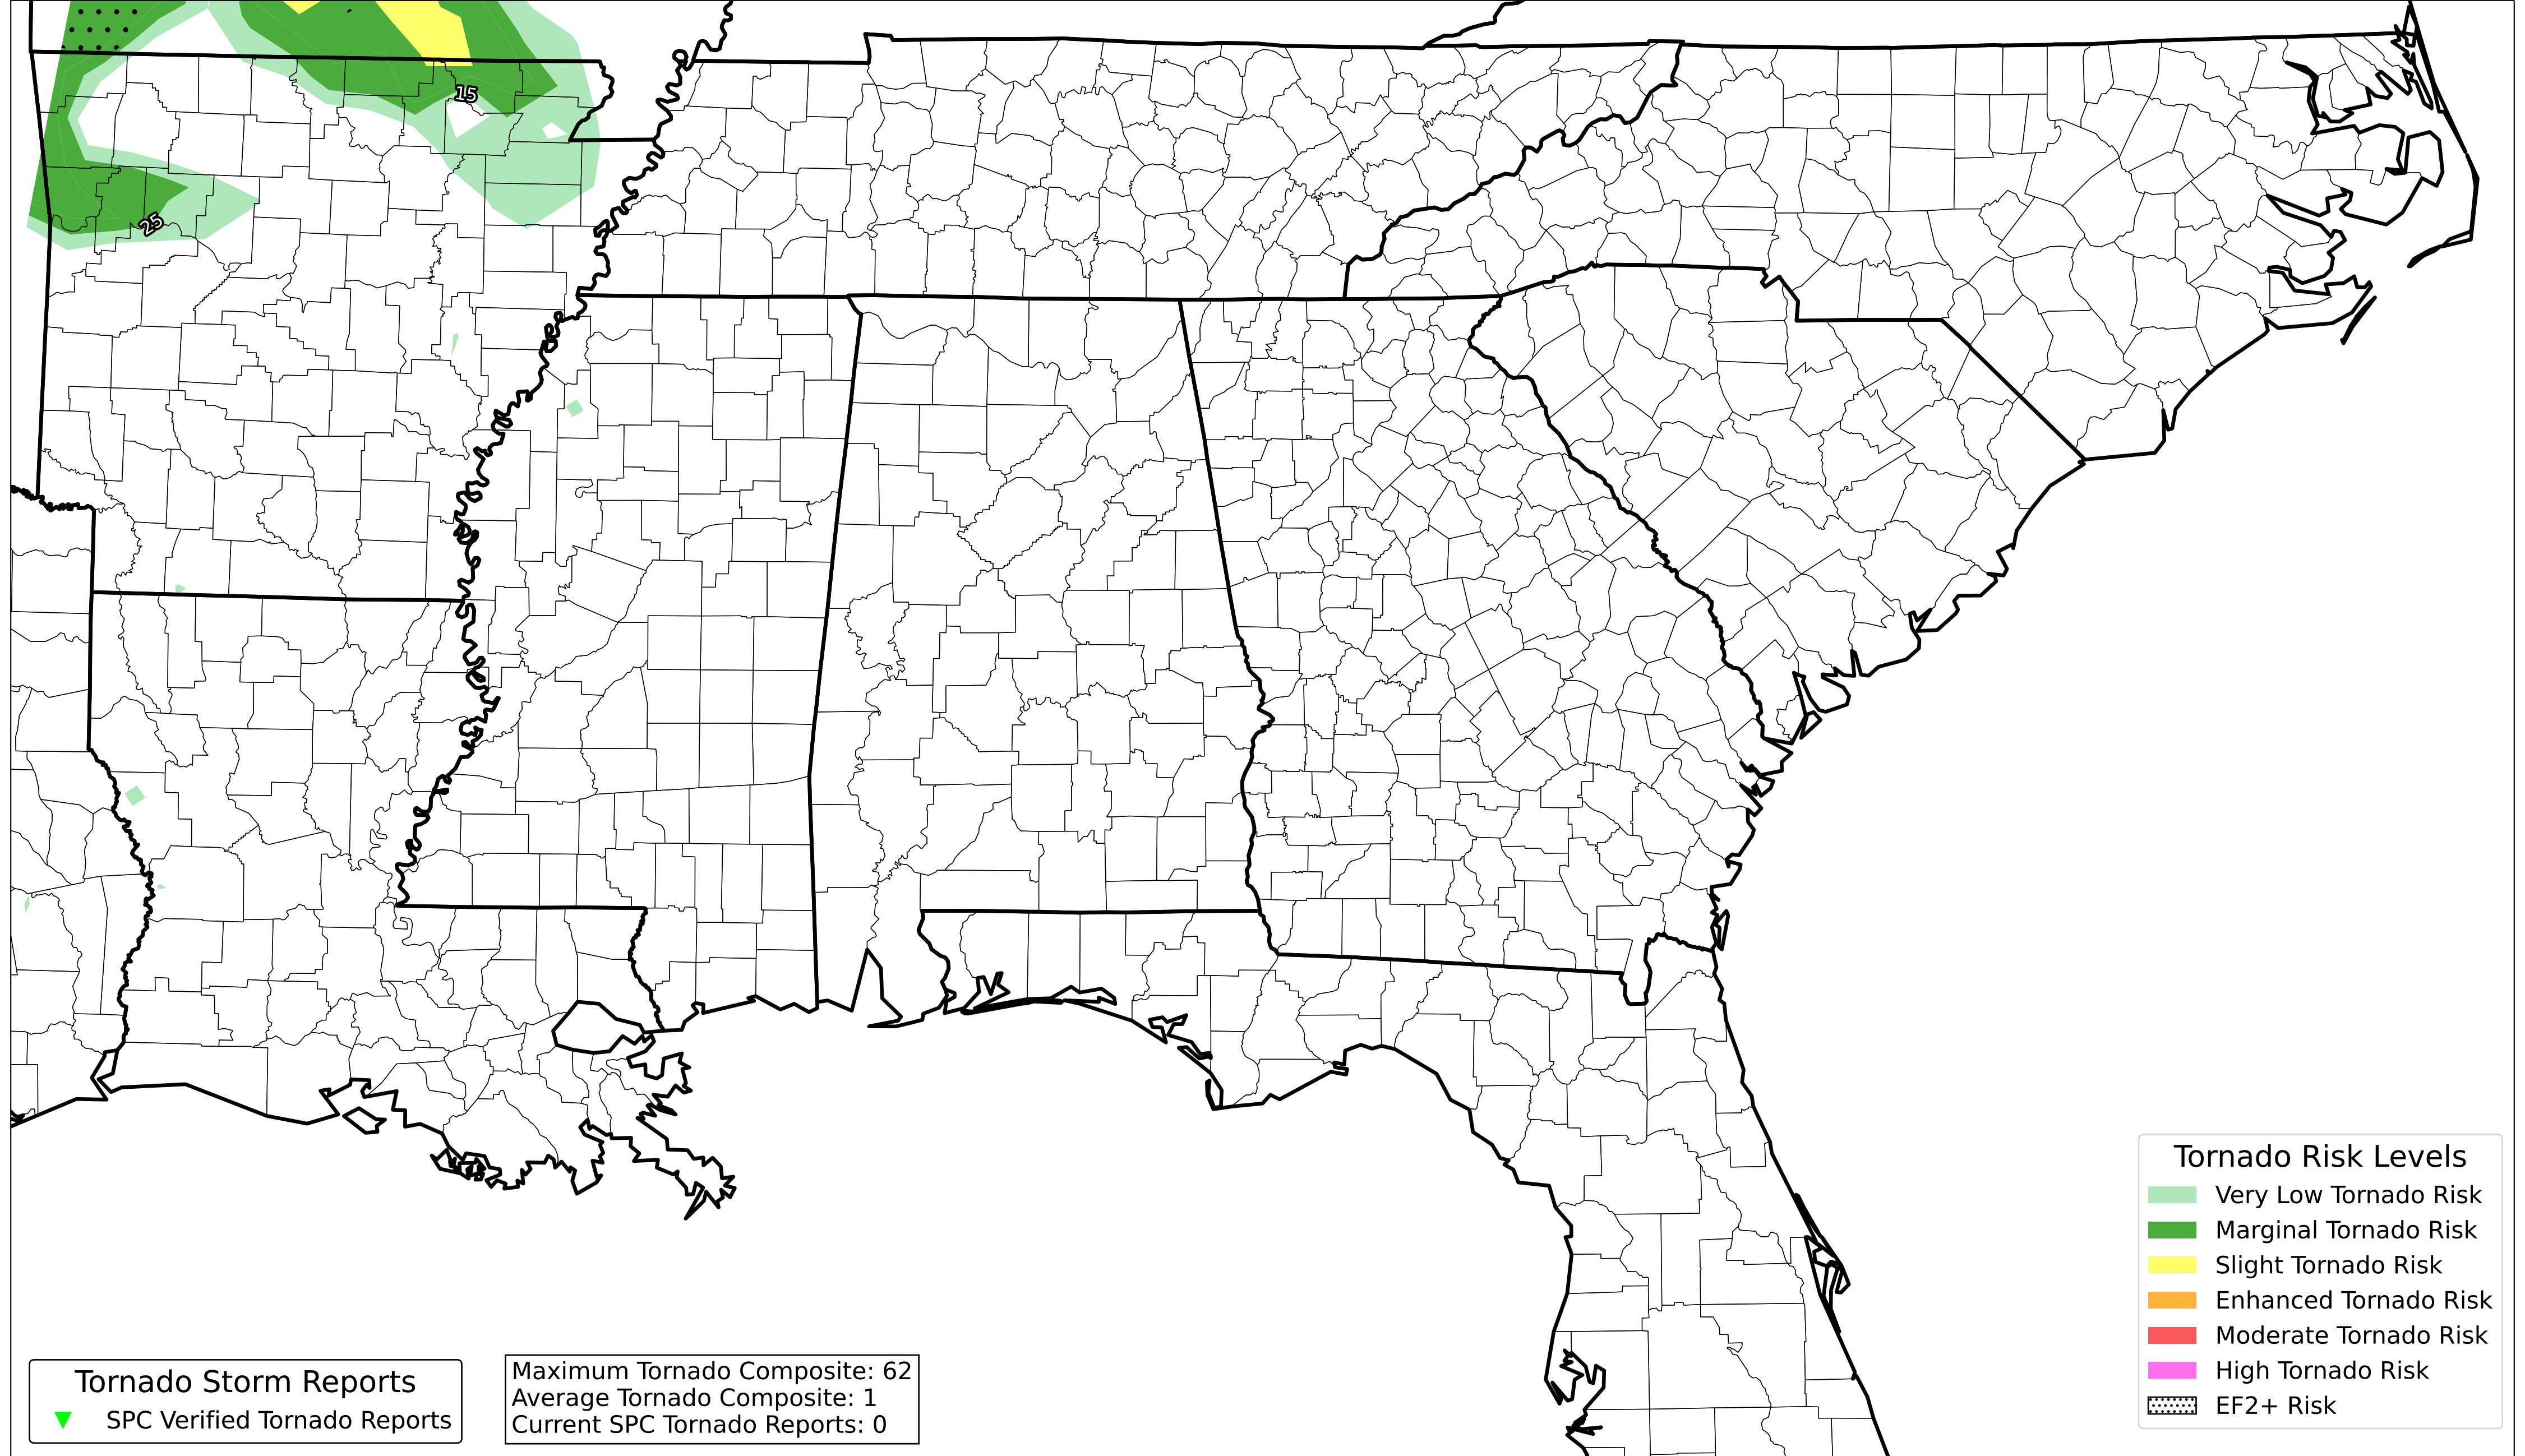 15
25
Tornado Risk Levels
Very Low Tornado Risk
Marginal Tornado Risk
Slight Tornado Risk
Enhanced Tornado Risk
Moderate Tornado Risk
High Tornado Risk
EF2+ Risk
Tornado Storm Reports
SPC Verified Tornado Reports
Maximum Tornado Composite: 62
Average Tornado Composite: 1
Current SPC Tornado Reports: 0